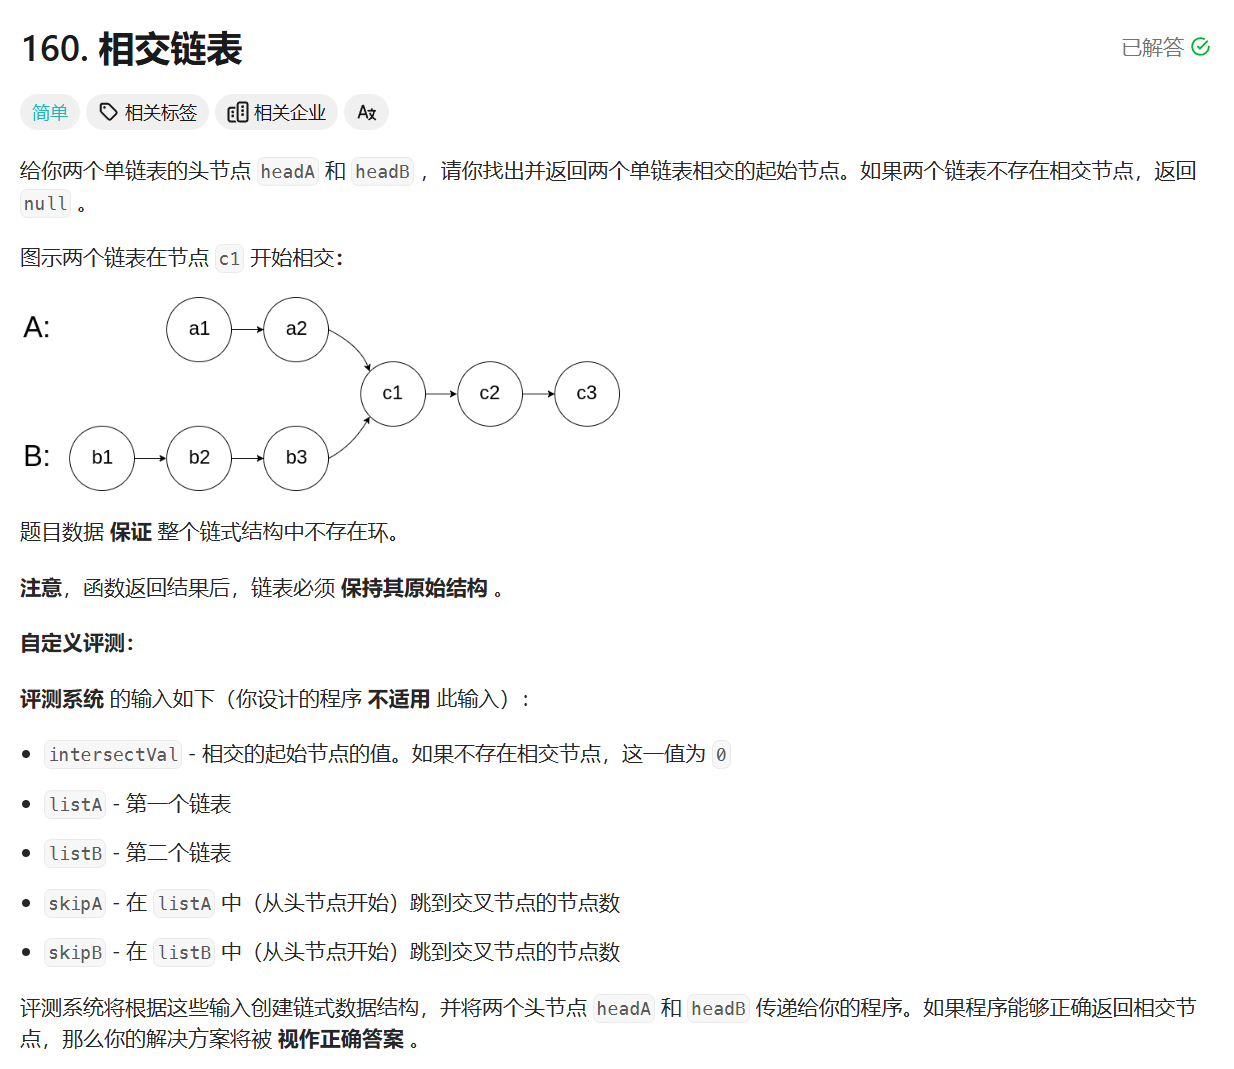 160. 相交链表
已解答
简单
相关标签
相关企业
给你两个单链表的头节点 headA 和 headB ，请你找出并返回两个单链表相交的起始节点。如果两个链表不存在相交节点，返回
null 。
图示两个链表在节点 c1 开始相交：
A:
a1
a2
c1
c2
c3
B:
b1
b2
b3
题目数据 保证 整个链式结构中不存在环。
注意，函数返回结果后，链表必须 保持其原始结构 。
自定义评测：
评测系统 的输入如下（你设计的程序 不适用 此输入）：
intersectVal - 相交的起始节点的值。如果不存在相交节点，这一值为 0
listA - 第一个链表
listB - 第二个链表
skipA - 在 listA 中（从头节点开始）跳到交叉节点的节点数
skipB - 在 listB 中（从头节点开始）跳到交叉节点的节点数
评测系统将根据这些输入创建链式数据结构，并将两个头节点 headA 和 headB 传递给你的程序。如果程序能够正确返回相交节
点，那么你的解决方案将被 视作正确答案 。